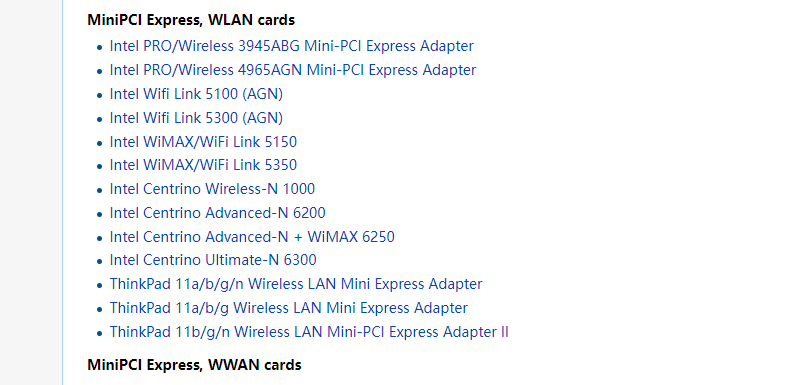 MiniPCI Express, WLAN cards
Intel PRO/Wireless 3945ABG Mini-PCI Express Adapter
Intel PRO/Wireless 4965AGN Mini-PCI Express Adapter
Intel Wifi Link 5100 (AGN)
Intel Wifi Link 5300 (AGN)
Intel WiMAX/WiFi Link 5150
Intel WiMAX/WiFi Link 5350
Intel Centrino Wireless-N 1000
Intel Centrino Advanced-N 6200
Intel Centrino Advanced-N + WiMAX 6250
Intel Centrino Ultimate-N 6300
ThinkPad 11a/b/g/n Wireless LAN Mini Express Adapter
ThinkPad 11a/b/g Wireless LAN Mini Express Adapter
ThinkPad 11b/g/n Wireless LAN Mini-PCI Express Adapter II
MiniPCI Express, WWAN cards